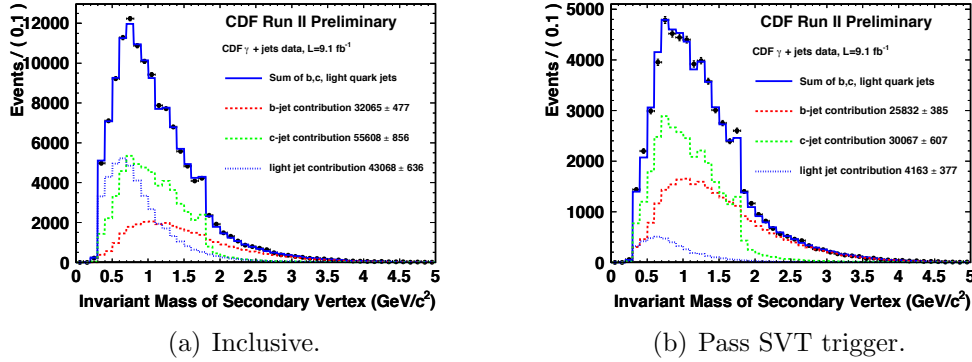 CDF Run II Preliminary
CDF γ + jets data, L=9.1 fb⁻¹
Sum of b,c, light quark jets
b-jet contribution 32065 ± 477
c-jet contribution 55608 ± 856
light jet contribution 43068 ± 636
Events/ ( 0.1 )
12000
10000
8000
6000
4000
2000
0
0 0.5 1 1.5 2 2.5 3 3.5 4 4.5 5
Invariant Mass of Secondary Vertex (GeV/c²)
(a) Inclusive.
CDF Run II Preliminary
CDF γ + jets data, L=9.1 fb⁻¹
Sum of b,c, light quark jets
b-jet contribution 25832 ± 385
c-jet contribution 30067 ± 607
light jet contribution 4163 ± 377
Events/ ( 0.1 )
5000
4000
3000
2000
1000
0
0 0.5 1 1.5 2 2.5 3 3.5 4 4.5 5
Invariant Mass of Secondary Vertex (GeV/c²)
(b) Pass SVT trigger.